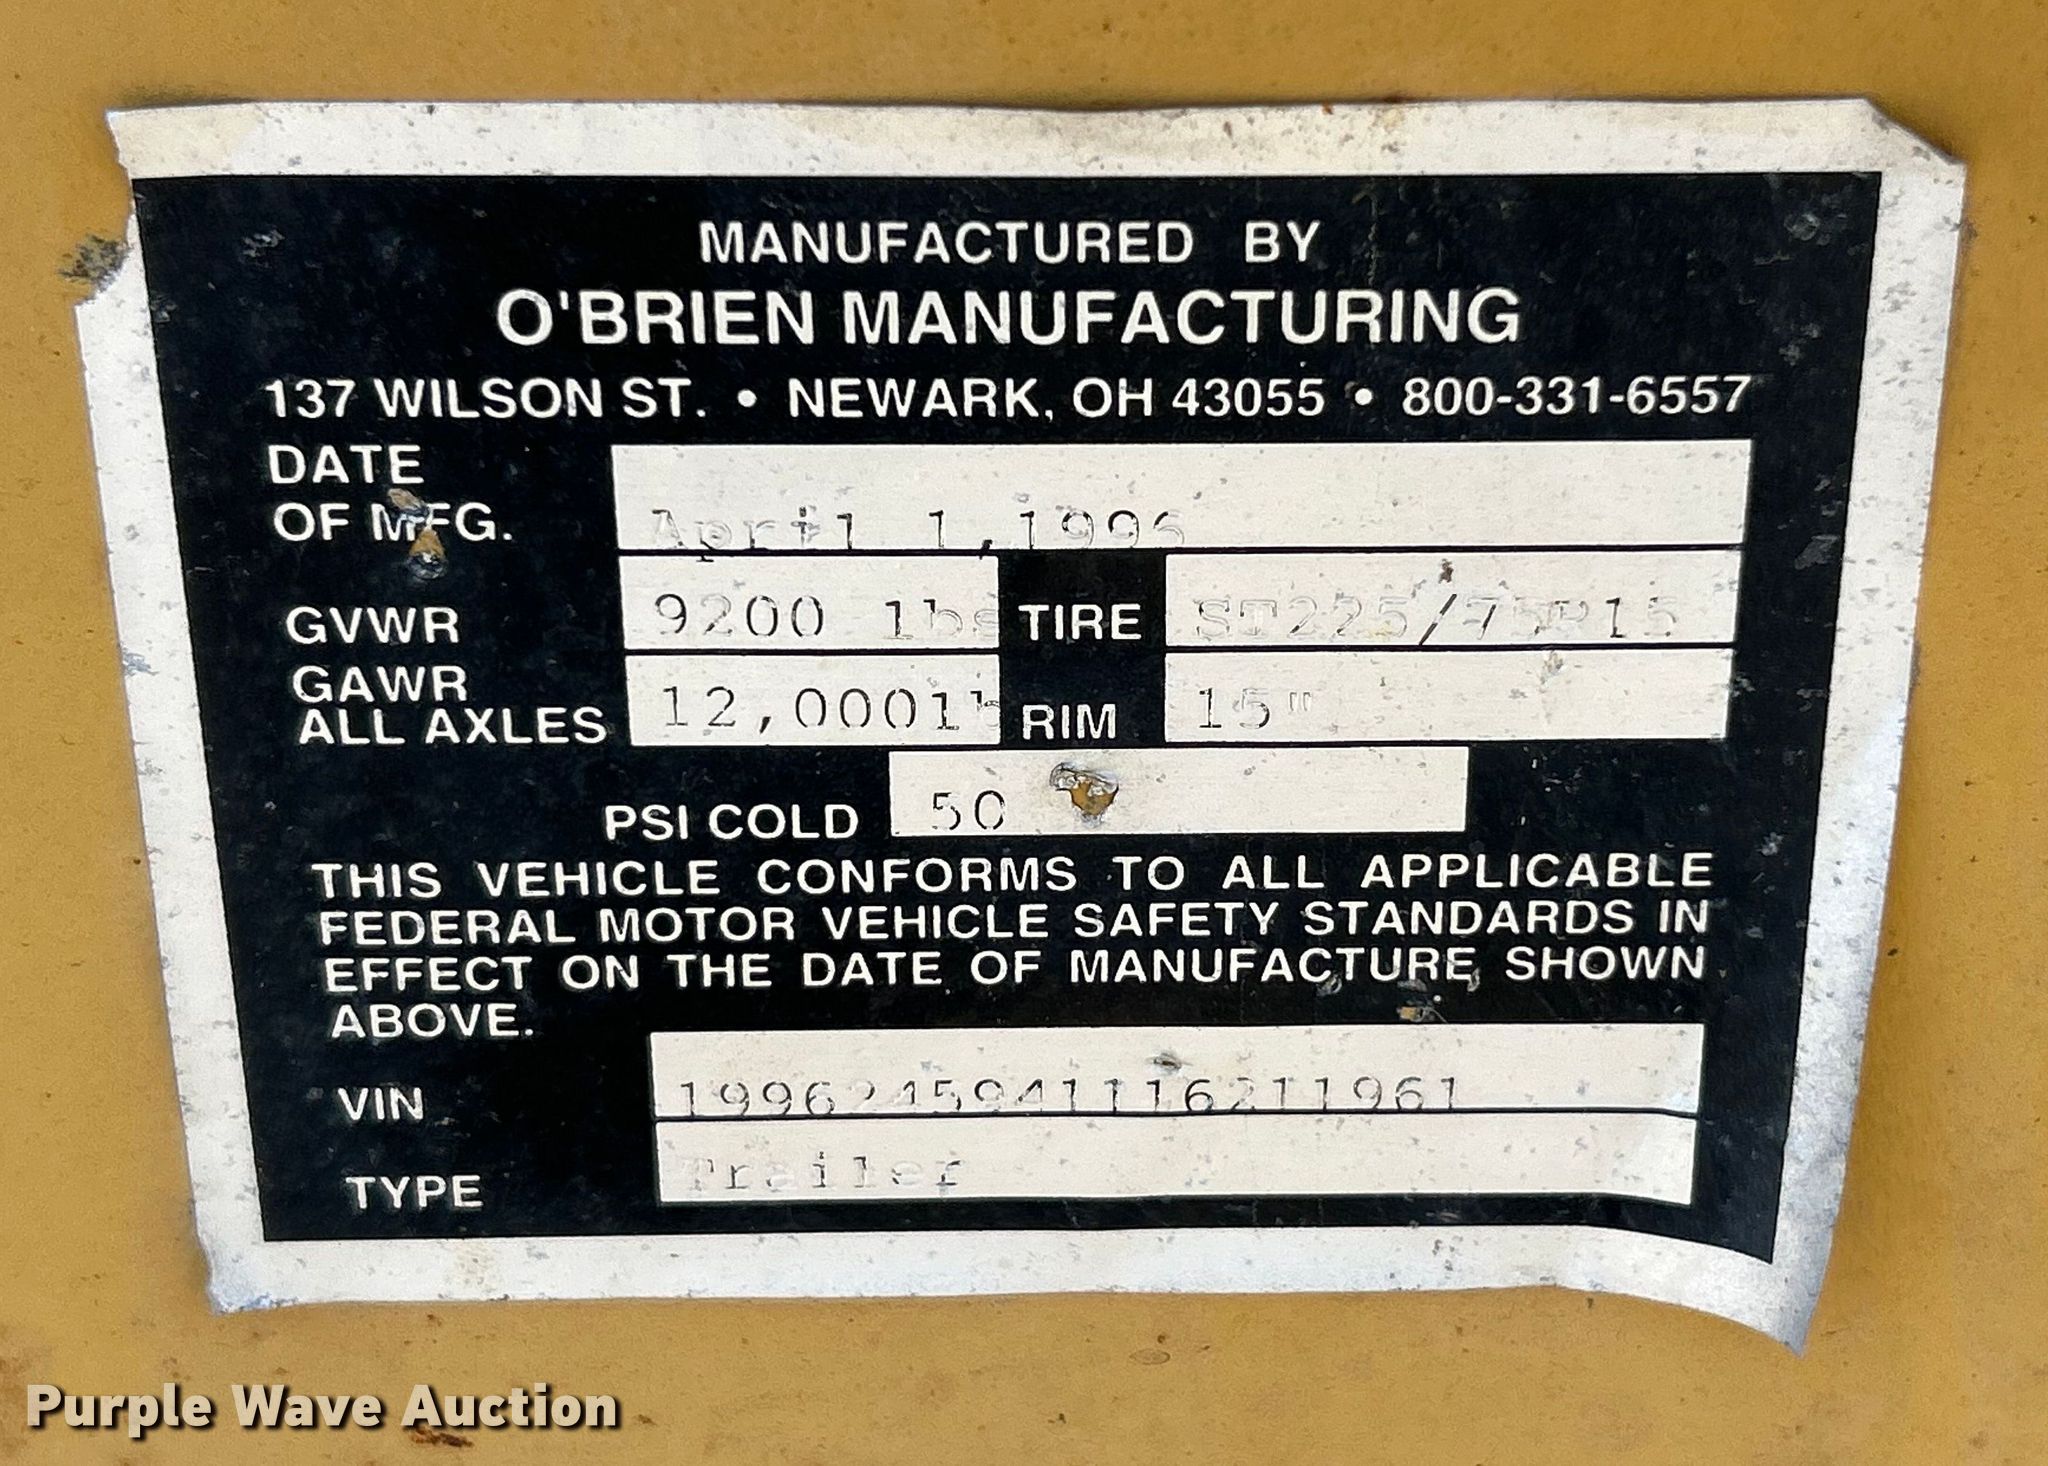 MANUFACTURED BY
O'BRIEN MANUFACTURING
137 WILSON ST. • NEWARK, OH 43055 • 800-331-6557
DATE
OF MFG. April 1,1996
GVWR 9200 lbs TIRE ST225/75R15
GAWR
ALL AXLES 12,000lb RIM 15"
PSI COLD 50
THIS VEHICLE CONFORMS TO ALL APPLICABLE
FEDERAL MOTOR VEHICLE SAFETY STANDARDS IN
EFFECT ON THE DATE OF MANUFACTURE SHOWN
ABOVE.
VIN 19962459411116211961
TYPE Trailer
Purple Wave Auction